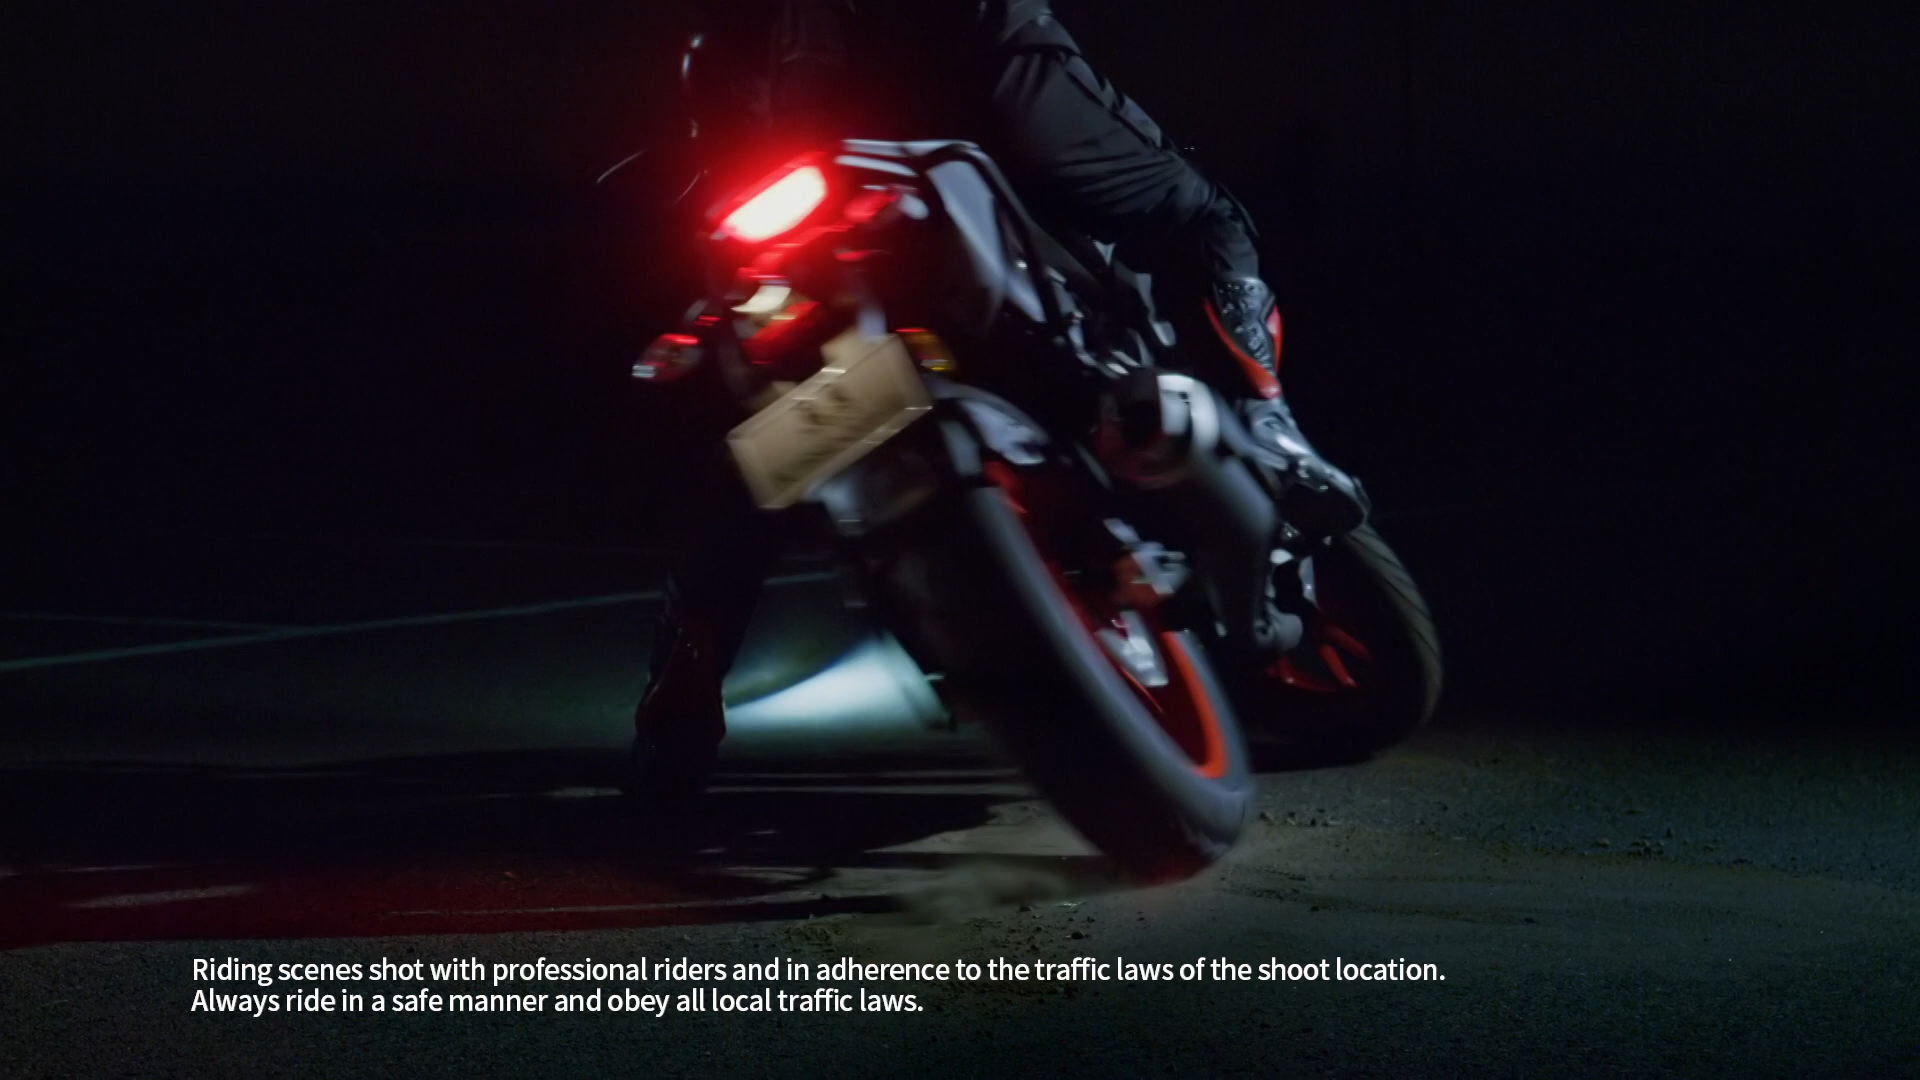 Riding scenes shot with professional riders and in adherence to the traffic laws of the shoot location.
Always ride in a safe manner and obey all local traffic laws.